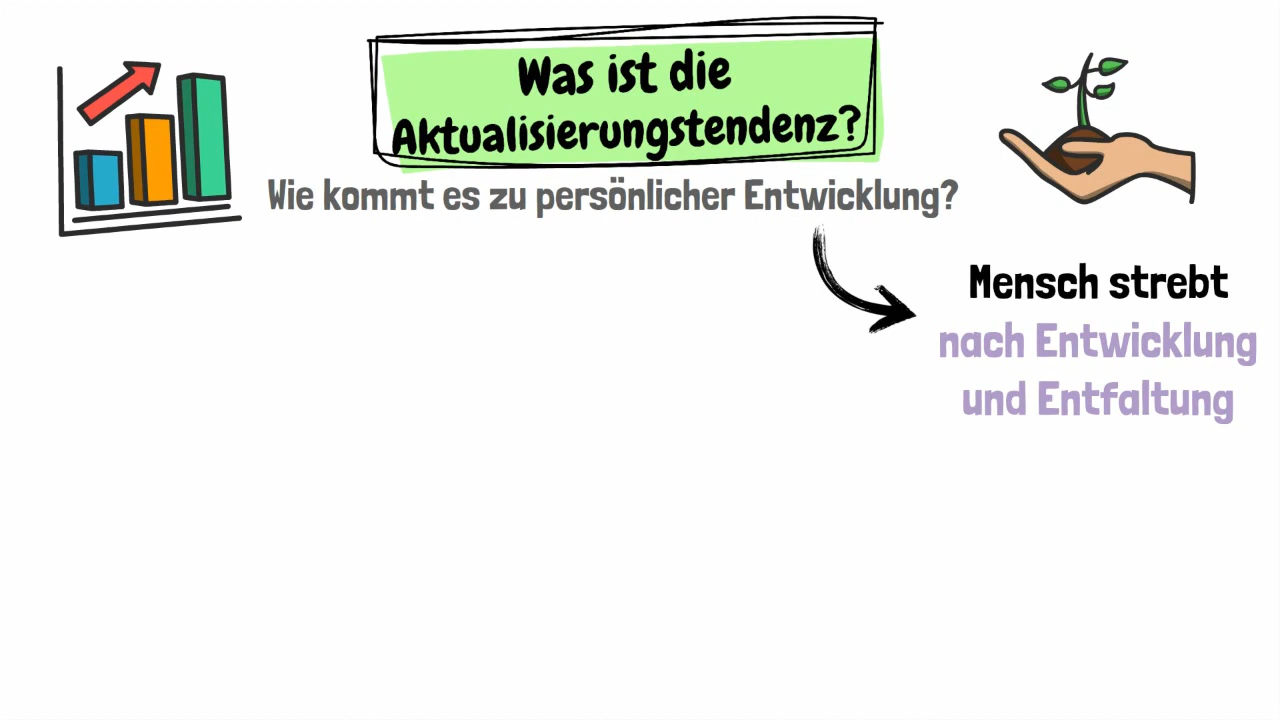 Was ist die
Aktualisierungstendenz?
Wie kommt es zu persönlicher Entwicklung?
Mensch strebt
nach Entwicklung
und Entfaltung